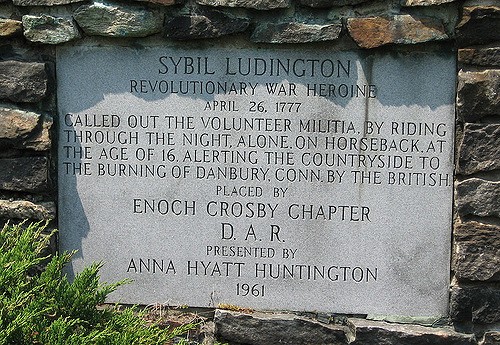 SYBIL LUDINGTON
REVOLUTIONARY WAR HEROINE
APRIL 26, 1777
CALLED OUT THE VOLUNTEER MILITIA, BY RIDING
THROUGH THE NIGHT, ALONE, ON HORSEBACK, AT
THE AGE OF 16, ALERTING THE COUNTRYSIDE TO
THE BURNING OF DANBURY, CONN. BY THE BRITISH
PLACED BY
ENOCH CROSBY CHAPTER
D. A. R.
PRESENTED BY
ANNA HYATT HUNTINGTON
1961